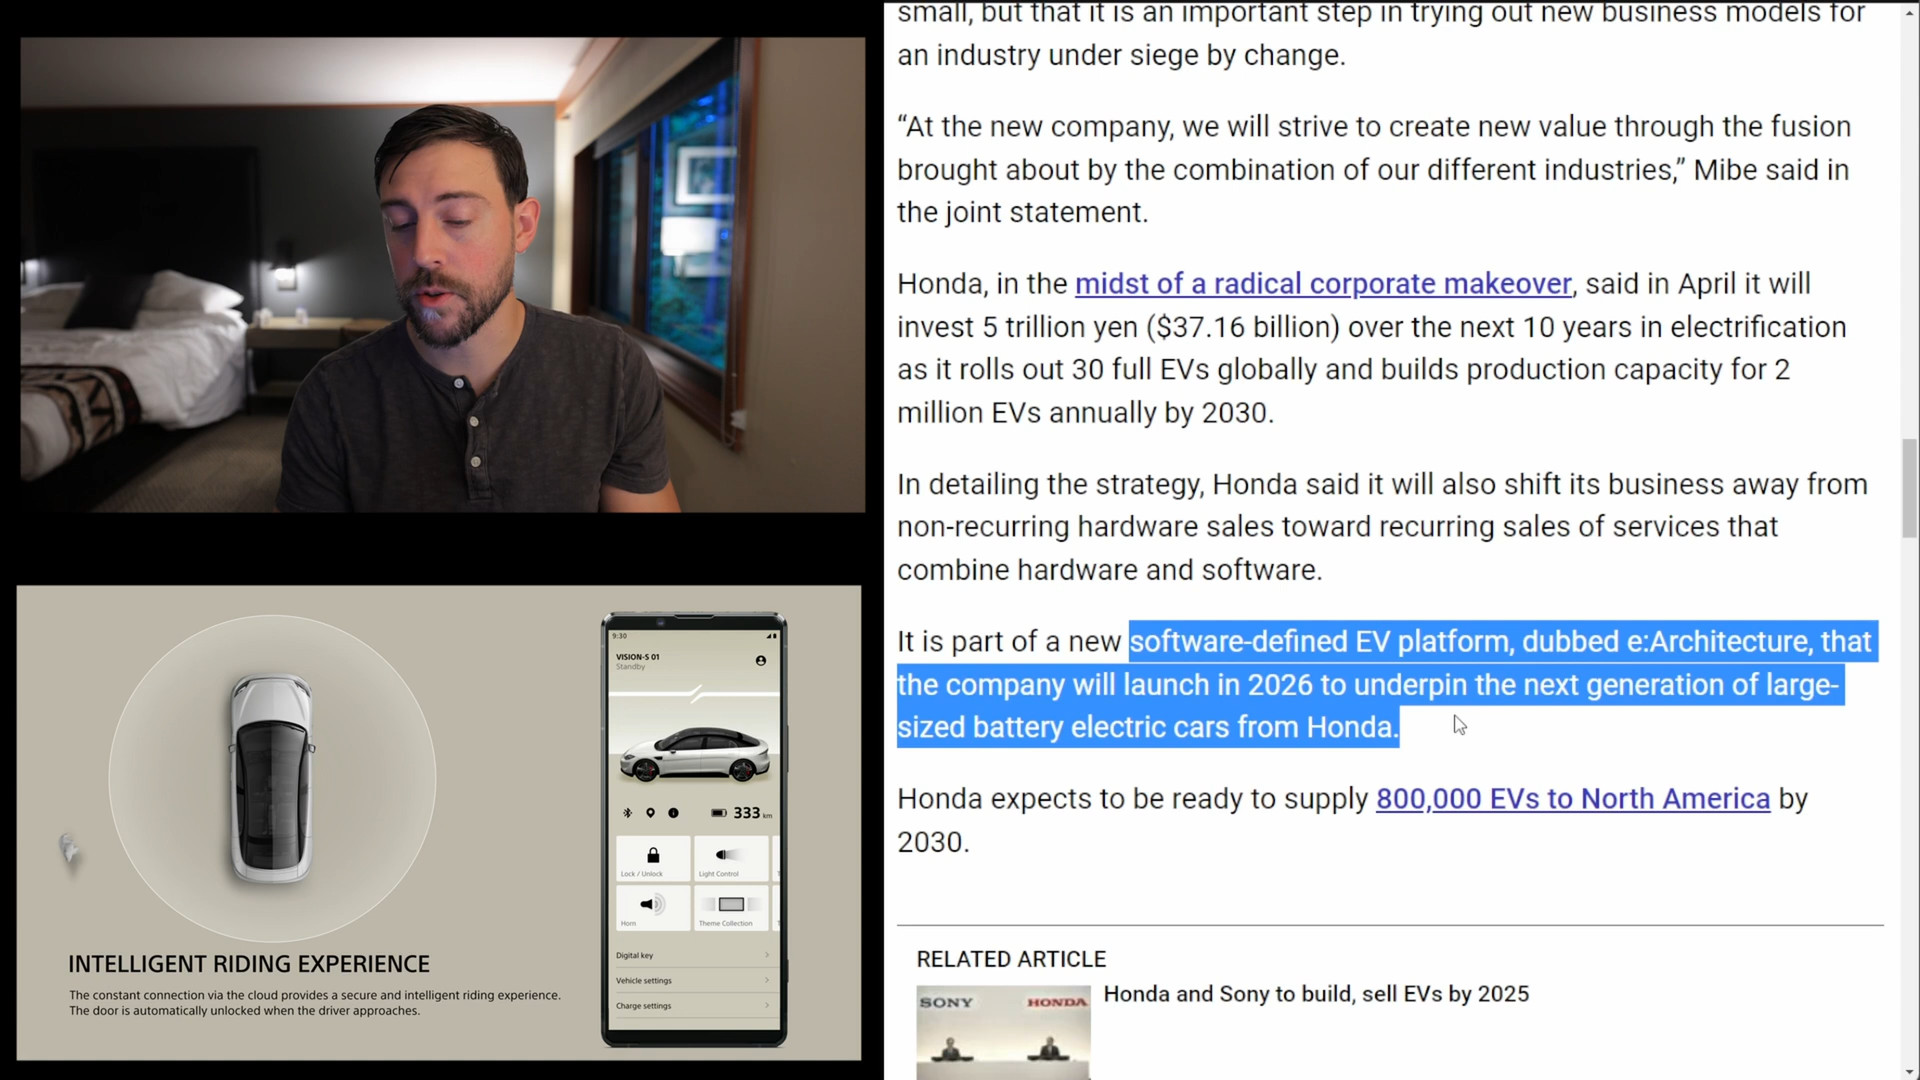 small, but that it is an important step in trying out new business models for
an industry under siege by change.
“At the new company, we will strive to create new value through the fusion
brought about by the combination of our different industries,” Mibe said in
the joint statement.
Honda, in the midst of a radical corporate makeover, said in April it will
invest 5 trillion yen ($37.16 billion) over the next 10 years in electrification
as it rolls out 30 full EVs globally and builds production capacity for 2
million EVs annually by 2030.
In detailing the strategy, Honda said it will also shift its business away from
non-recurring hardware sales toward recurring sales of services that
combine hardware and software.
It is part of a new software-defined EV platform, dubbed e:Architecture, that
the company will launch in 2026 to underpin the next generation of large-
sized battery electric cars from Honda.
Honda expects to be ready to supply 800,000 EVs to North America by
2030.
RELATED ARTICLE
SONY HONDA
Honda and Sony to build, sell EVs by 2025
9:30
VISION-S 01
Standby
333 km
Lock / Unlock
Light Control
Horn
Theme Collection
Digital key
Vehicle settings
Charge settings
INTELLIGENT RIDING EXPERIENCE
The constant connection via the cloud provides a secure and intelligent riding experience.
The door is automatically unlocked when the driver approaches.